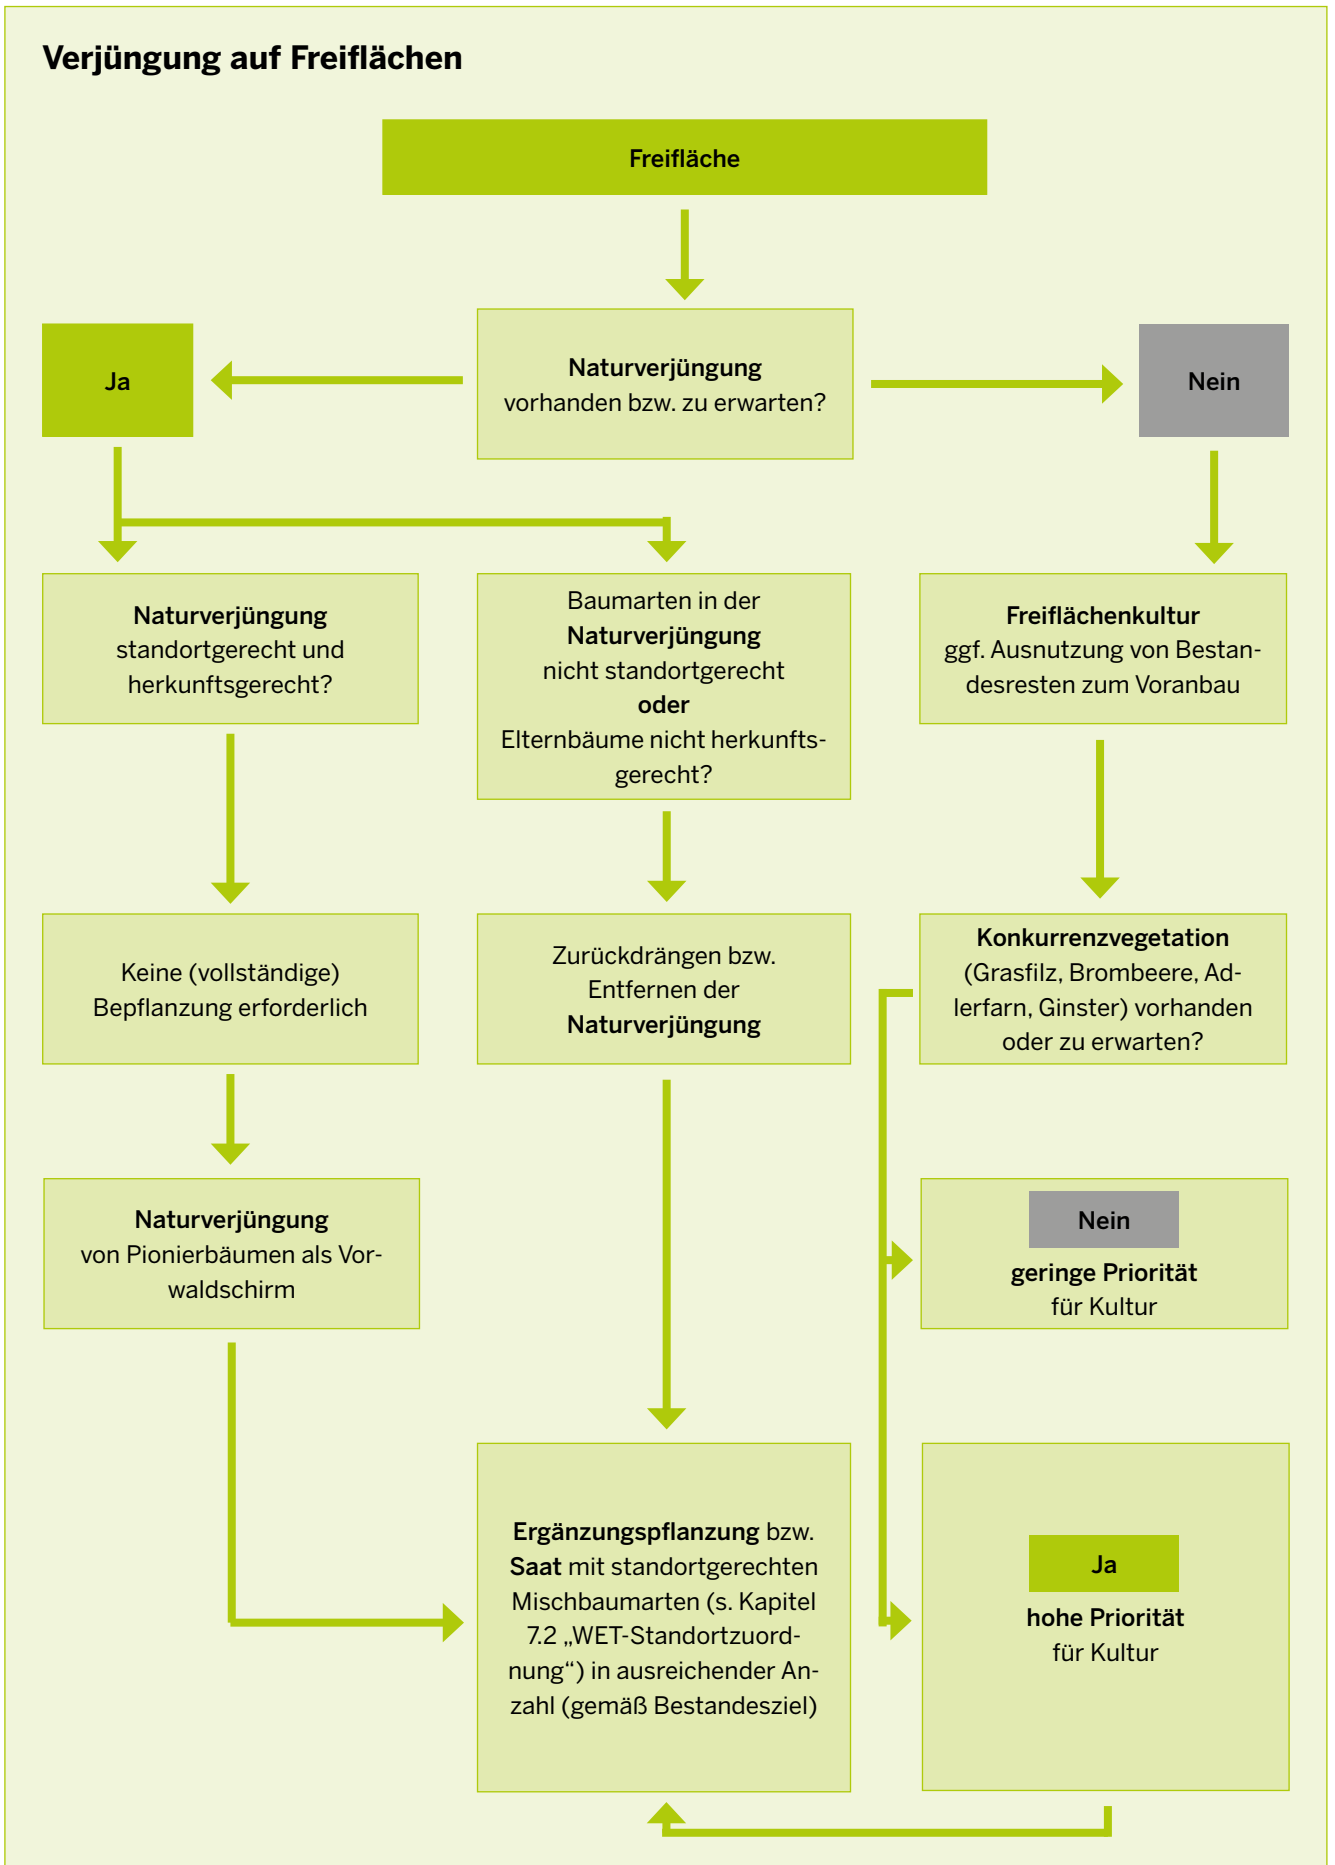 Verjüngung auf Freiflächen
Freifläche
Ja
Naturverjüngung
vorhanden bzw. zu erwarten?
Nein
Naturverjüngung
standortgerecht und
herkunftsgerecht?
Baumarten in der
Naturverjüngung
nicht standortgerecht
oder
Elternbäume nicht herkunfts-
gerecht?
Freiflächenkultur
ggf. Ausnutzung von Bestan-
desresten zum Voranbau
Keine (vollständige)
Bepflanzung erforderlich
Zurückdrängen bzw.
Entfernen der
Naturverjüngung
Konkurrenzvegetation
(Grasfilz, Brombeere, Ad-
lerfarn, Ginster) vorhanden
oder zu erwarten?
Naturverjüngung
von Pionierbäumen als Vor-
waldschirm
Nein
geringe Priorität
für Kultur
Ergänzungspflanzung bzw.
Saat mit standortgerechten
Mischbaumarten (s. Kapitel
7.2 „WET-Standortzuord-
nung“) in ausreichender An-
zahl (gemäß Bestandesziel)
Ja
hohe Priorität
für Kultur